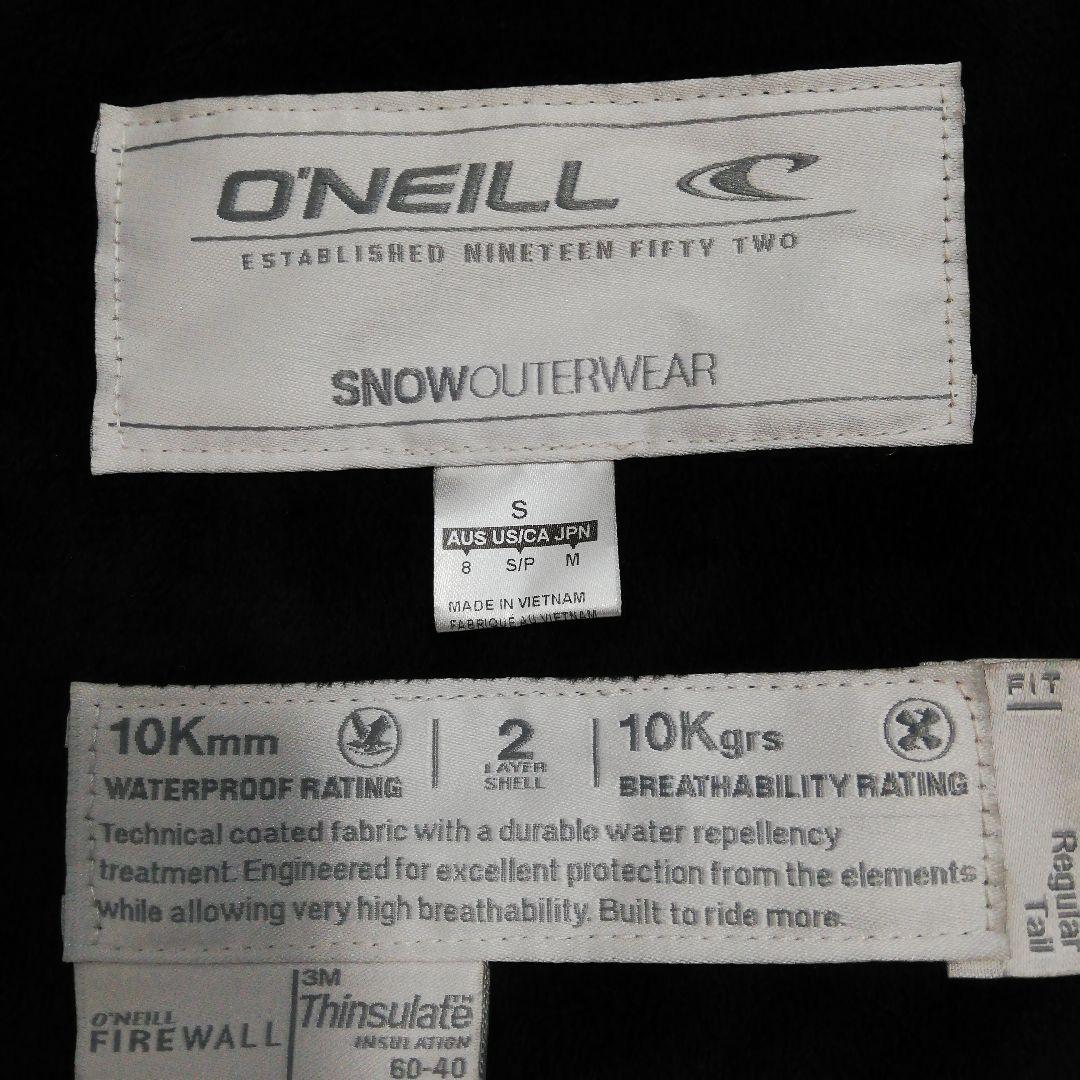 O'NEILL
ESTABLISHED NINETEEN FIFTY TWO
SNOWOUTERWEAR
S
AUS US/CA JPN
8 S/P M
MADE IN VIETNAM
FABRIQUÉ AU VIETNAM
10Kmm
WATERPROOF RATING
2
LAYER
SHELL
10Kgrs
BREATHABILITY RATING
Technical coated fabric with a durable water repellency
treatment. Engineered for excellent protection from the elements
while allowing very high breathability. Built to ride more.
FIT
Regular
Tail
O'NEILL
FIREWALL
3M
Thinsulate TM
INSULATION
60-40